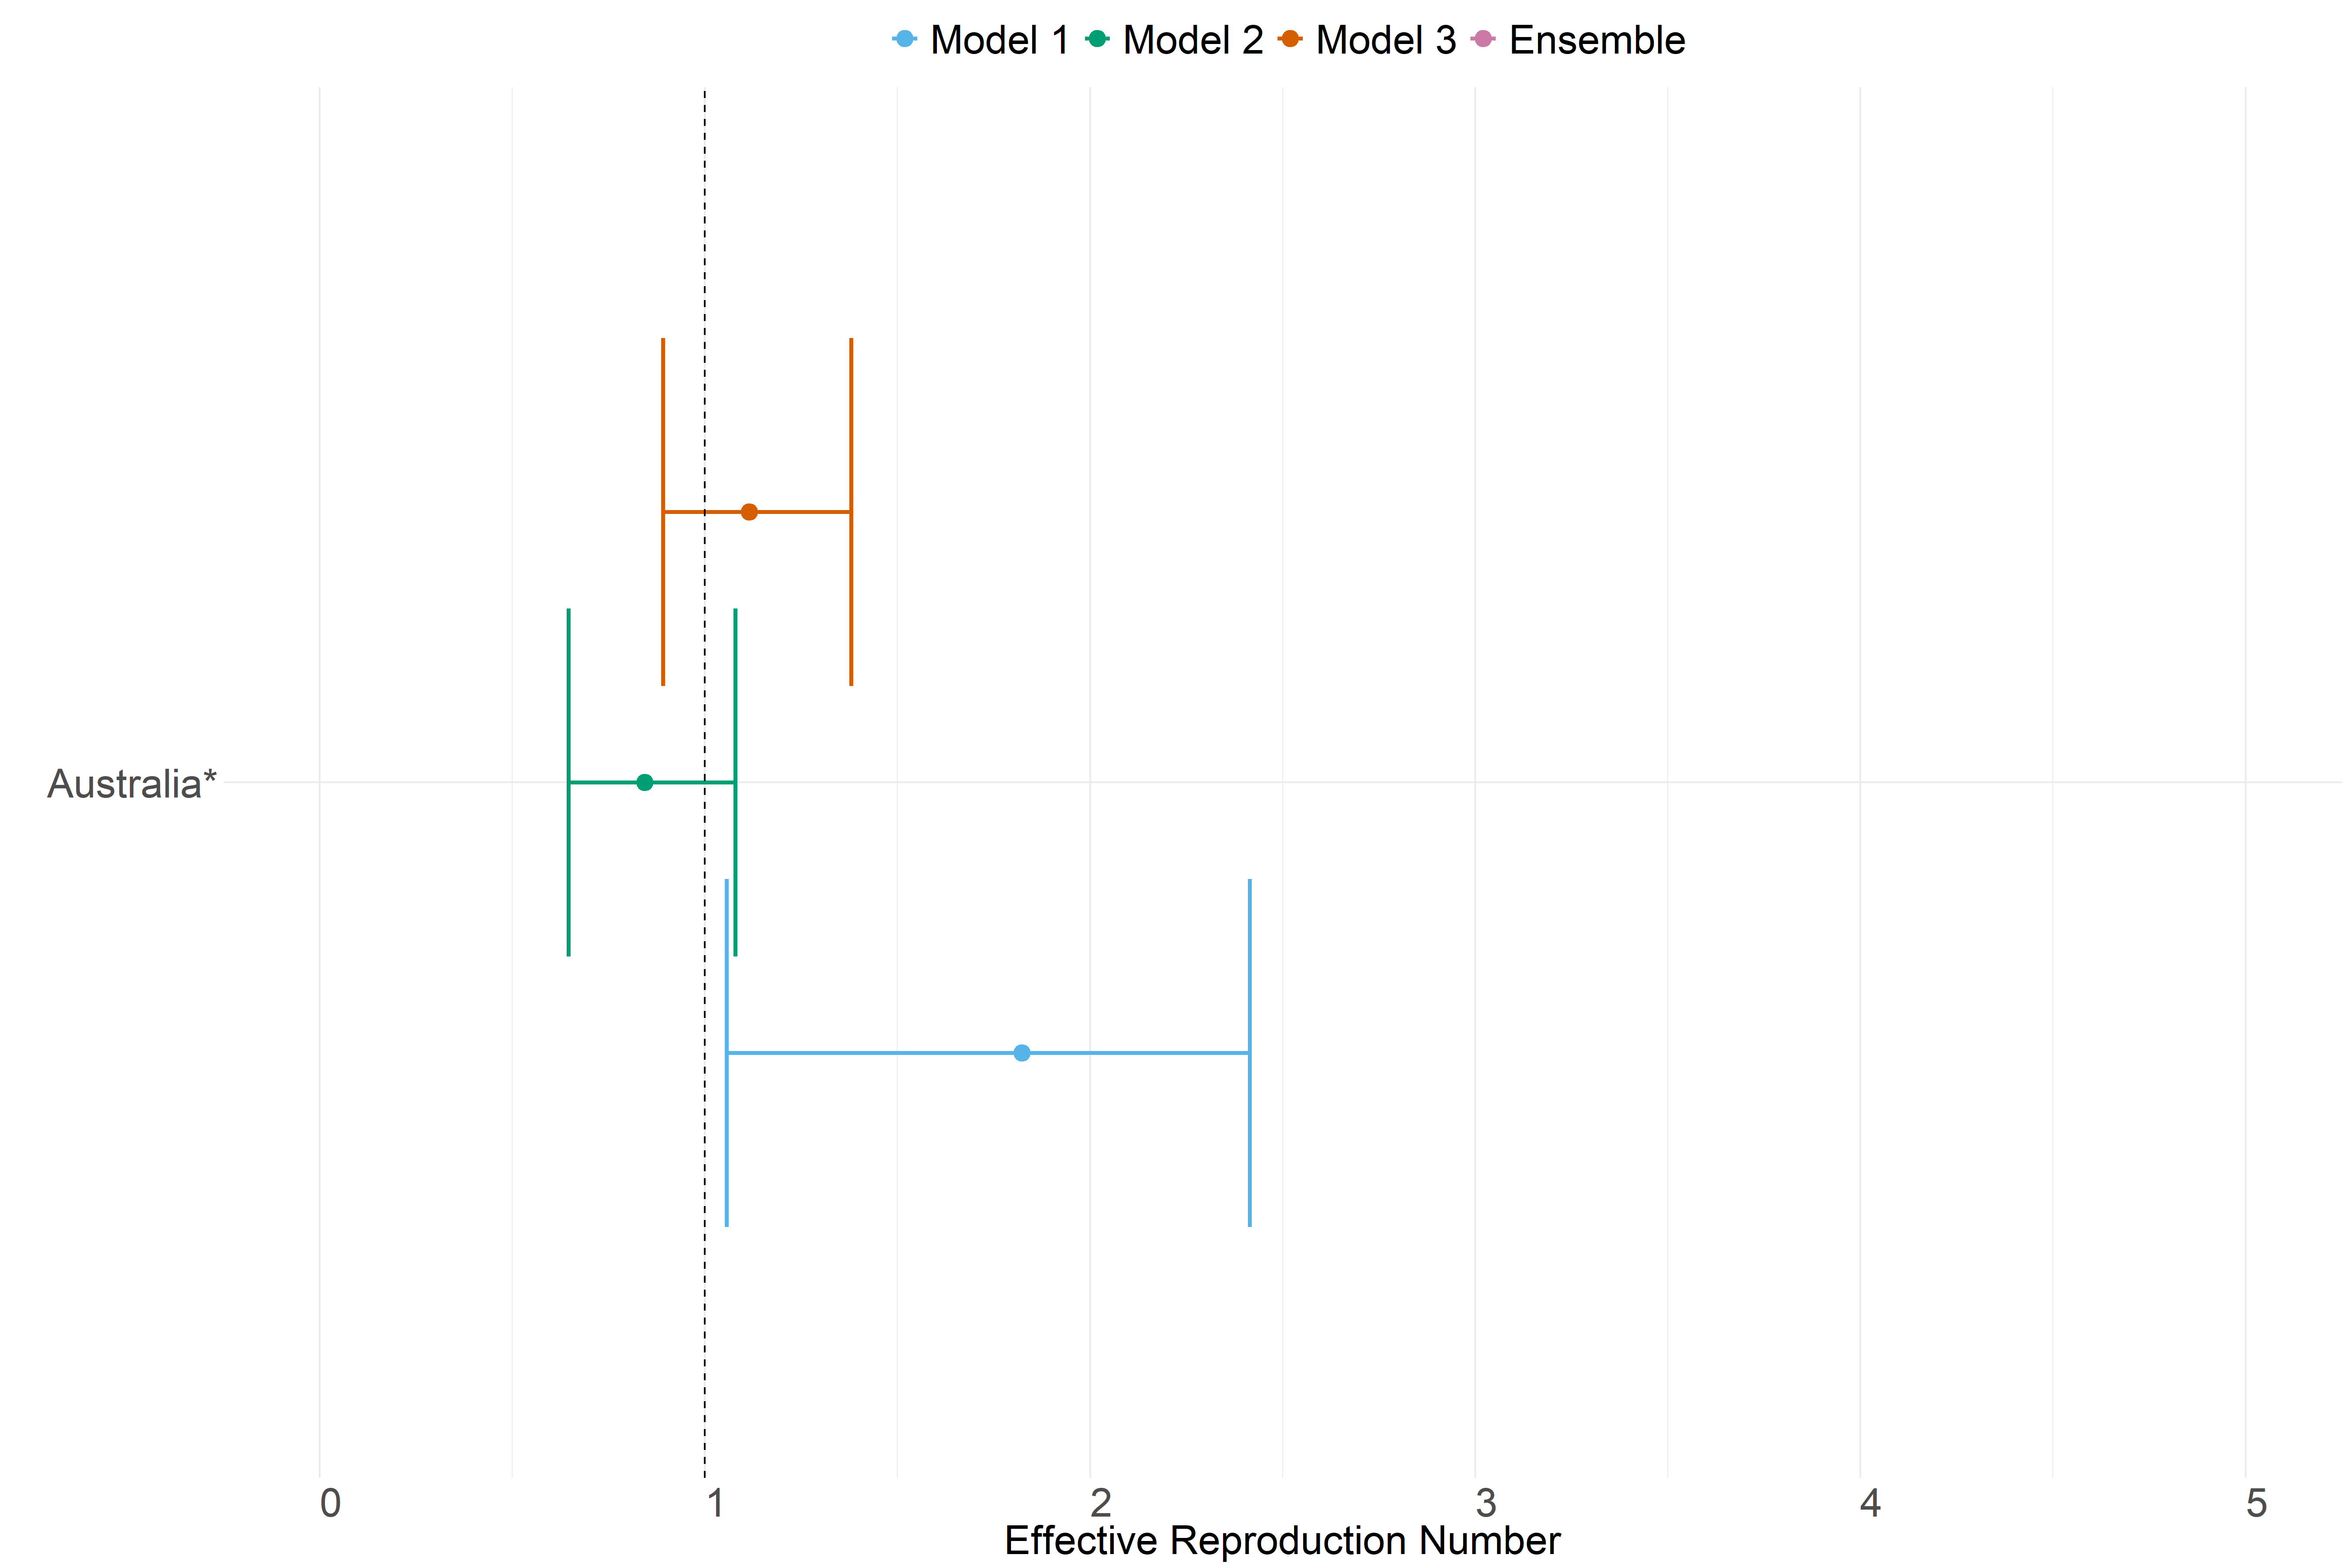 Model 1 Model 2 Model 3 Ensemble
Australia*
0 1 2 3 4 5
Effective Reproduction Number